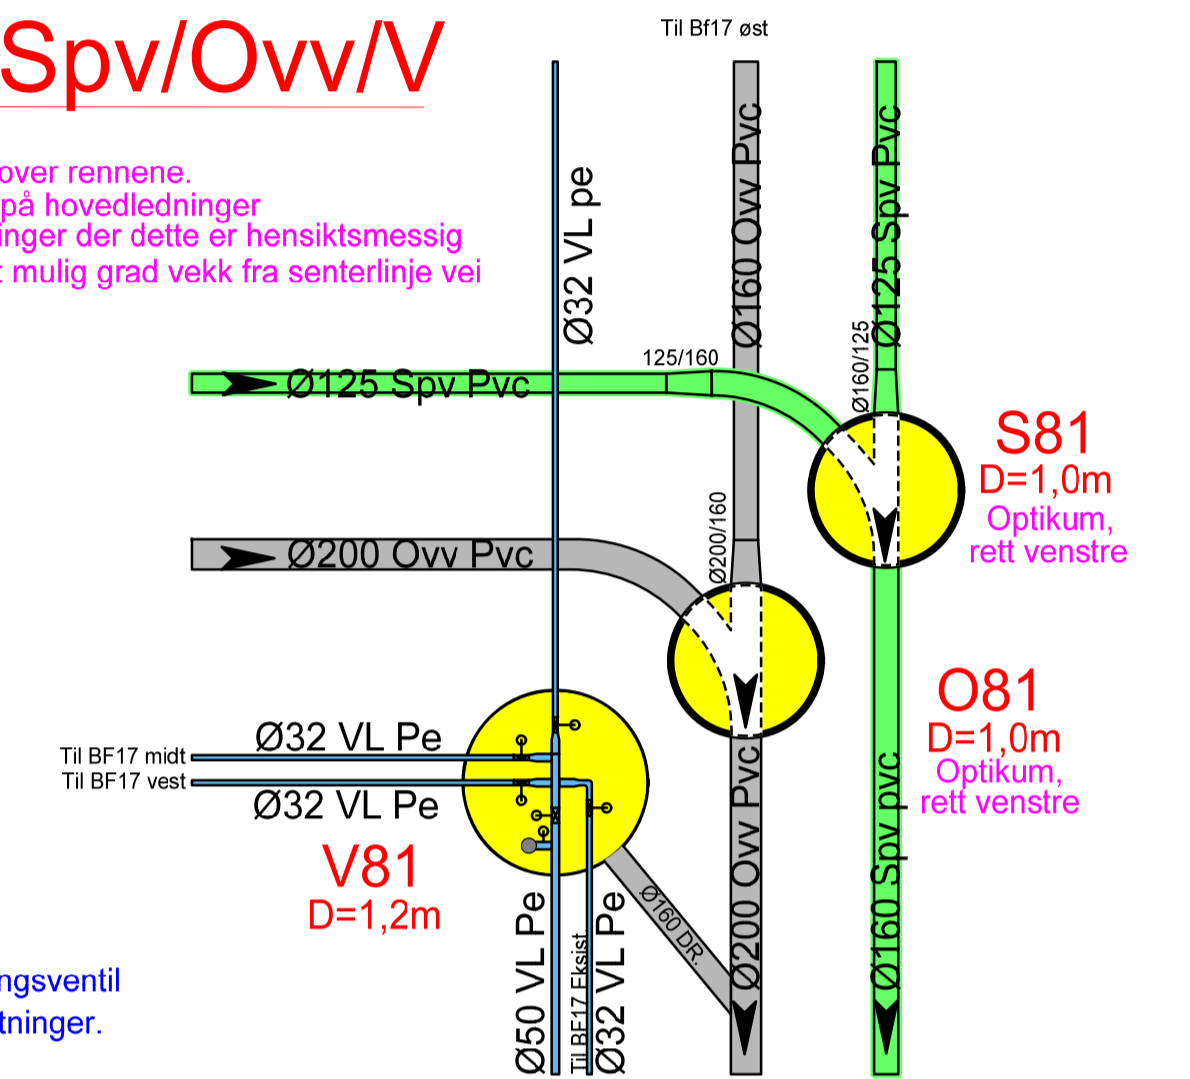 Spv/Ovv/V
Til Bf17 øst
over rennene.
på hovedledninger
inger der dette er hensiktsmessig
t mulig grad vekk fra senterlinje vei
Ø32 VL pe
Ø160 Ovv Pvc
Ø125 Spv Pvc
125/160
Ø160/125
Ø125 Spv Pvc
S81
D=1,0m
Optikum,
rett venstre
Ø200/160
Ø200 Ovv Pvc
O81
D=1,0m
Optikum,
rett venstre
Ø32 VL Pe
Til BF17 midt
Til BF17 vest
Ø32 VL Pe
V81
D=1,2m
Ø50 VL Pe
Til BF17 Eksist
Ø32 VL Pe
Ø160 DR.
Ø200 Ovv Pvc
Ø160 Spv pvc
ngsventil
tninger.